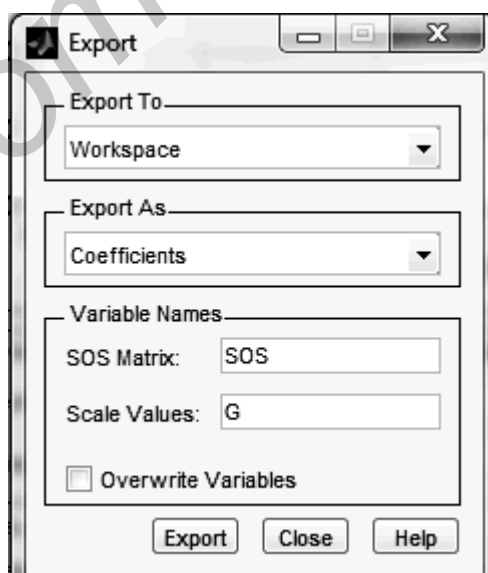 Export
Export To
Workspace
Export As
Coefficients
Variable Names
SOS Matrix: SOS
Scale Values: G
Overwrite Variables
Export Close Help